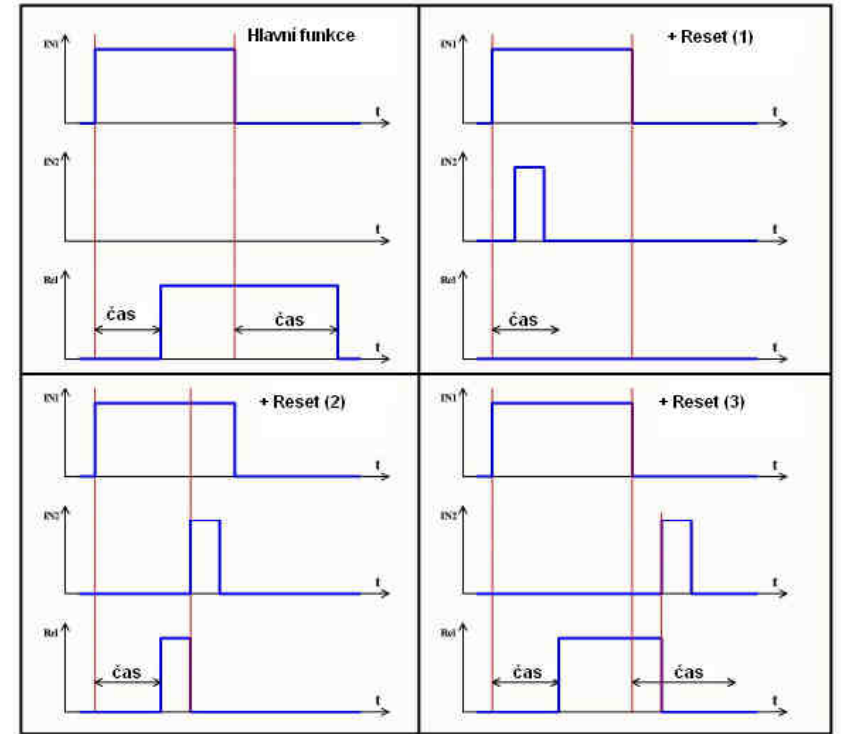 Hlavní funkce
IN1
t
IN2
t
Rel
čas
čas
t
+ Reset (1)
IN1
t
IN2
t
Rel
čas
t
+ Reset (2)
IN1
t
IN2
t
Rel
čas
t
+ Reset (3)
IN1
t
IN2
t
Rel
čas
čas
t